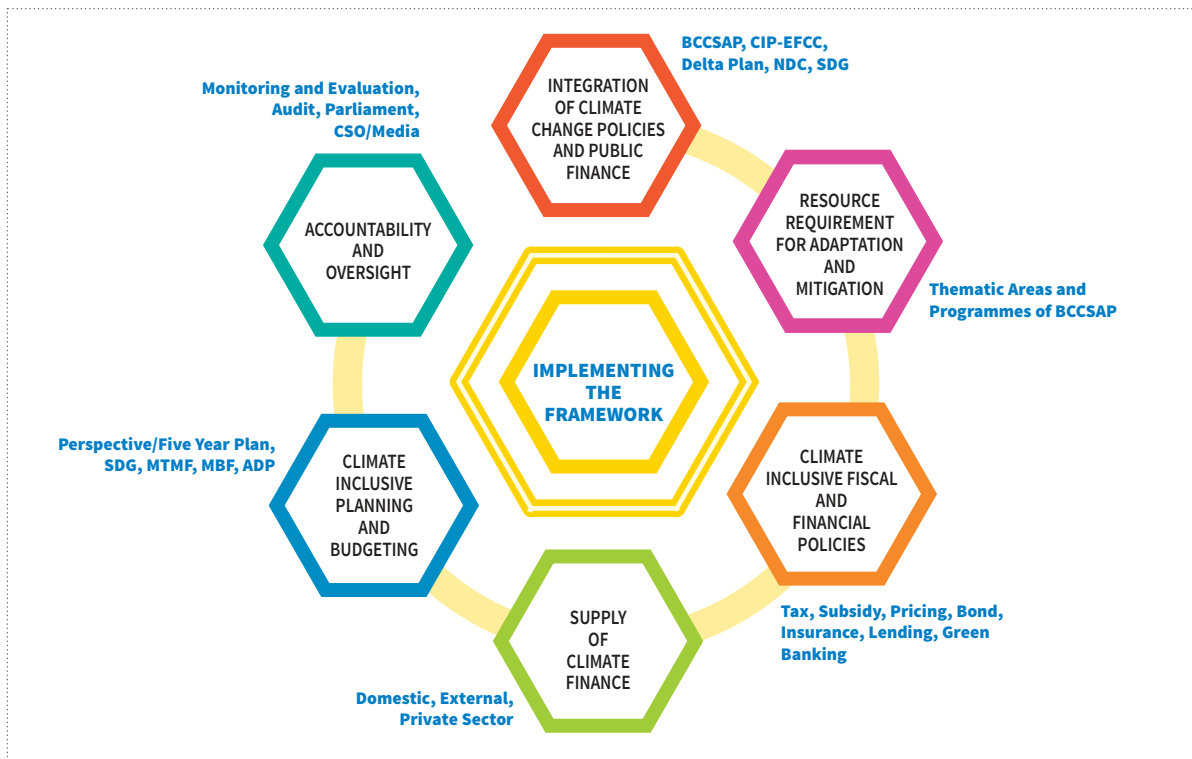 BCCSAP, CIP-EFCC,
Delta Plan, NDC, SDG
INTEGRATION
OF CLIMATE
CHANGE POLICIES
AND PUBLIC
FINANCE
RESOURCE
REQUIREMENT
FOR ADAPTATION
AND
MITIGATION
Thematic Areas and
Programmes of BCCSAP
CLIMATE
INCLUSIVE FISCAL
AND
FINANCIAL
POLICIES
Tax, Subsidy, Pricing, Bond,
Insurance, Lending, Green
Banking
SUPPLY
OF
CLIMATE
FINANCE
Domestic, External,
Private Sector
CLIMATE
INCLUSIVE
PLANNING
AND
BUDGETING
Perspective/Five Year Plan,
SDG, MTMF, MBF, ADP
ACCOUNTABILITY
AND
OVERSIGHT
Monitoring and Evaluation,
Audit, Parliament,
CSO/Media
IMPLEMENTING
THE
FRAMEWORK